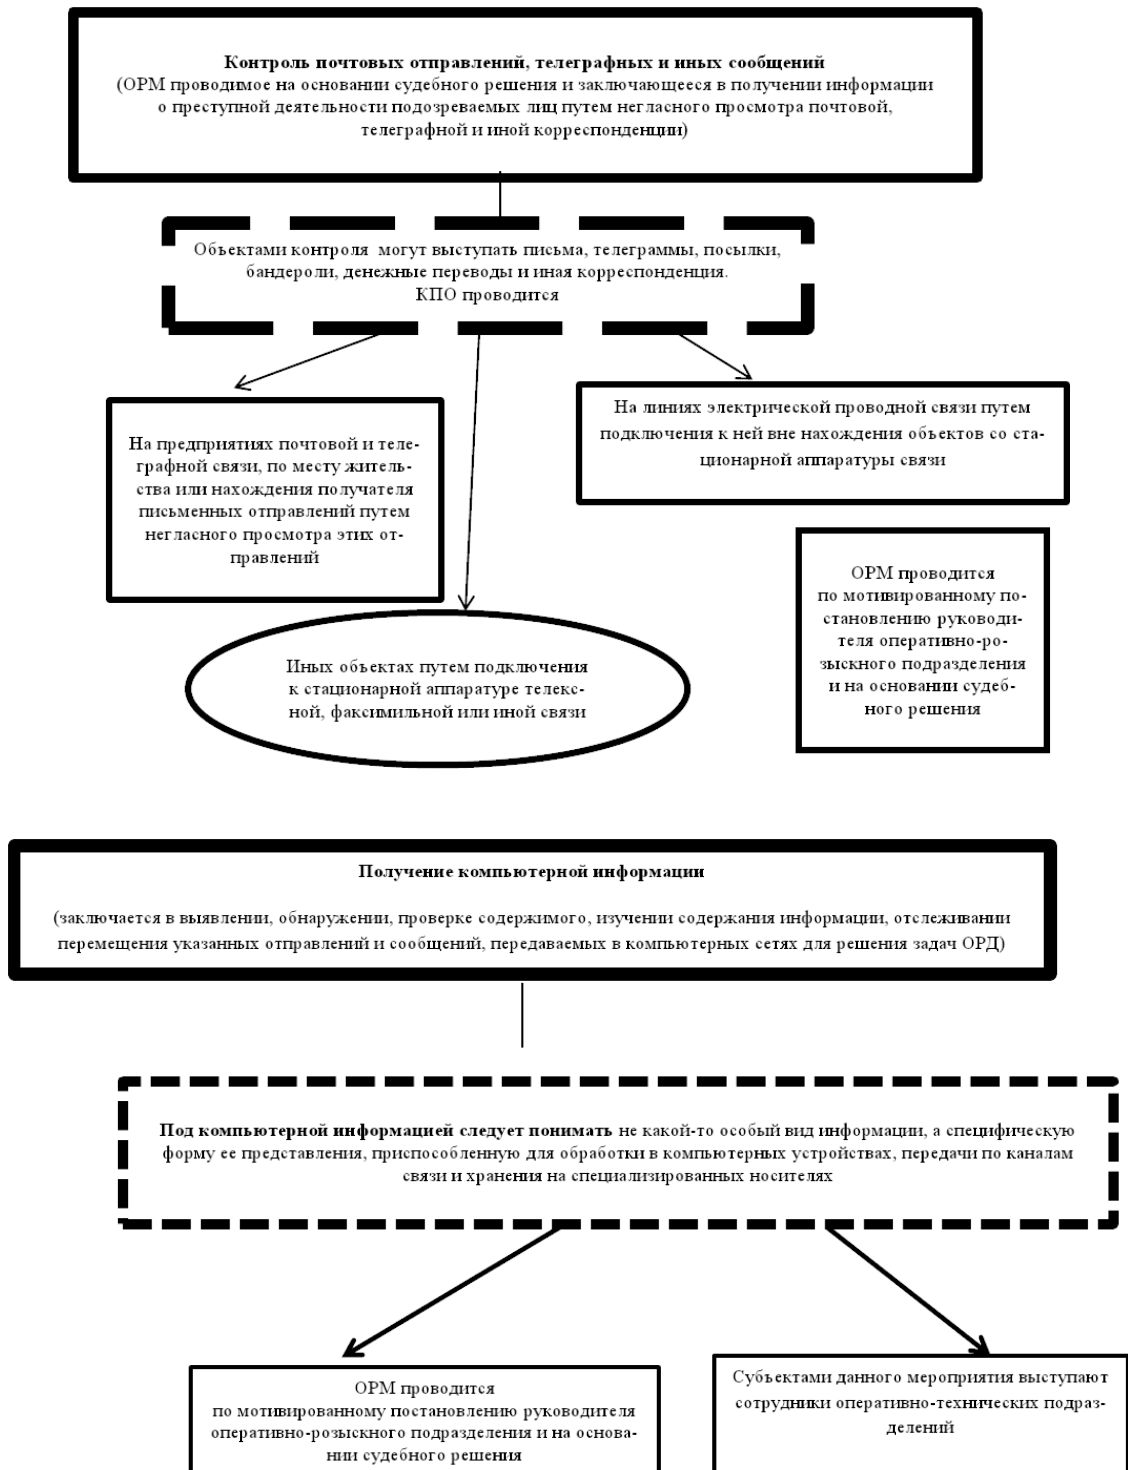 Контроль почтовых отправлений, телеграфных и иных сообщений
(ОРМ проводимое на основании судебного решения и заключающееся в получении информации
о преступной деятельности подозреваемых лиц путем негласного просмотра почтовой,
телеграфной и иной корреспонденции)
Объектами контроля могут выступать письма, телеграммы, посылки,
бандероли, денежные переводы и иная корреспонденция.
КПО проводится
На предприятиях почтовой и теле-
графной связи, по месту житель-
ства или нахождения получателя
письменных отправлений путем
негласного просмотра этих от-
правлений
На линиях электрической проводной связи путем
подключения к ней вне нахождения объектов со ста-
ционарной аппаратуры связи
ОРМ проводится
по мотивированному по-
становлению руководи-
теля оперативно-ро-
зыскного подразделения
и на основании судеб-
ного решения
Иных объектах путем подключения
к стационарной аппаратуре телекс-
ной, факсимильной или иной связи
Получение компьютерной информации
(заключается в выявлении, обнаружении, проверке содержимого, изучении содержания информации, отслеживании
перемещения указанных отправлений и сообщений, передаваемых в компьютерных сетях для решения задач ОРД)
Под компьютерной информацией следует понимать не какой-то особый вид информации, а специфическую
форму ее представления, приспособленную для обработки в компьютерных устройствах, передачи по каналам
связи и хранения на специализированных носителях
ОРМ проводится
по мотивированному постановлению руководителя
оперативно-розыскного подразделения и на основа-
нии судебного решения
Субъектами данного мероприятия выступают
сотрудники оперативно-технических подраз-
делений